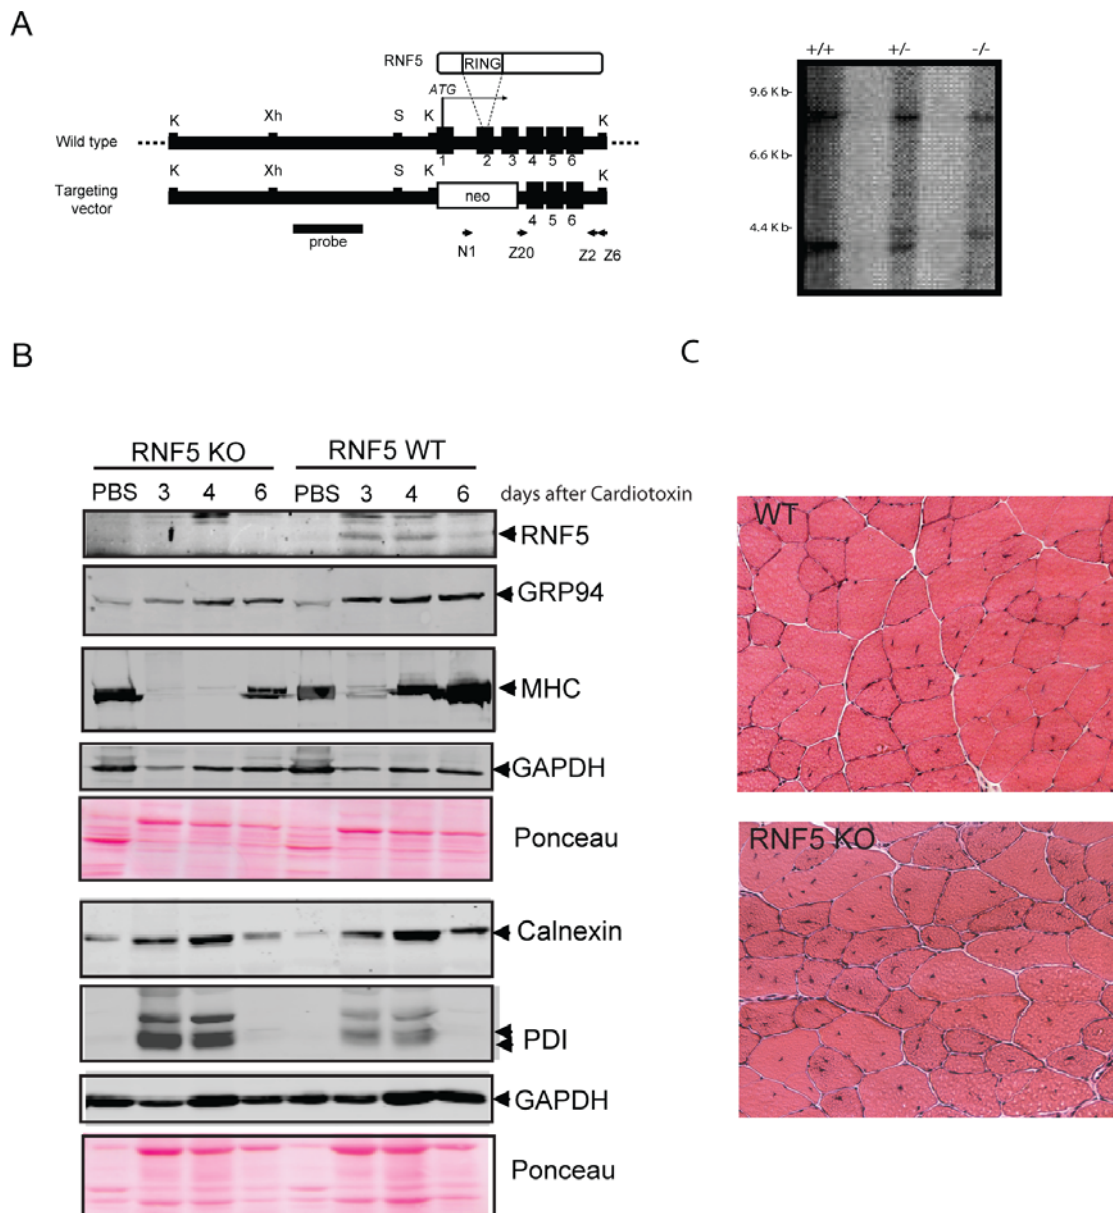 A
RNF5
RING
ATG
K Xh S K K
Wild type
1 2 3 4 5 6
K Xh S K K
Targeting
vector
neo
4 5 6
probe
N1 Z20 Z2 Z6
+/+ +/- -/-
9.6 Kb-
6.6 Kb-
4.4 Kb-
B
RNF5 KO RNF5 WT
PBS 3 4 6 PBS 3 4 6 days after Cardiotoxin
RNF5
GRP94
MHC
GAPDH
Ponceau
Calnexin
PDI
GAPDH
Ponceau
C
WT
RNF5 KO